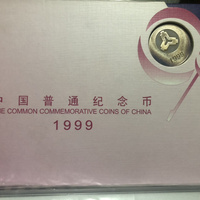 中国普通纪念币
THE COMMON COMMEMORATIVE COINS OF CHINA
1999